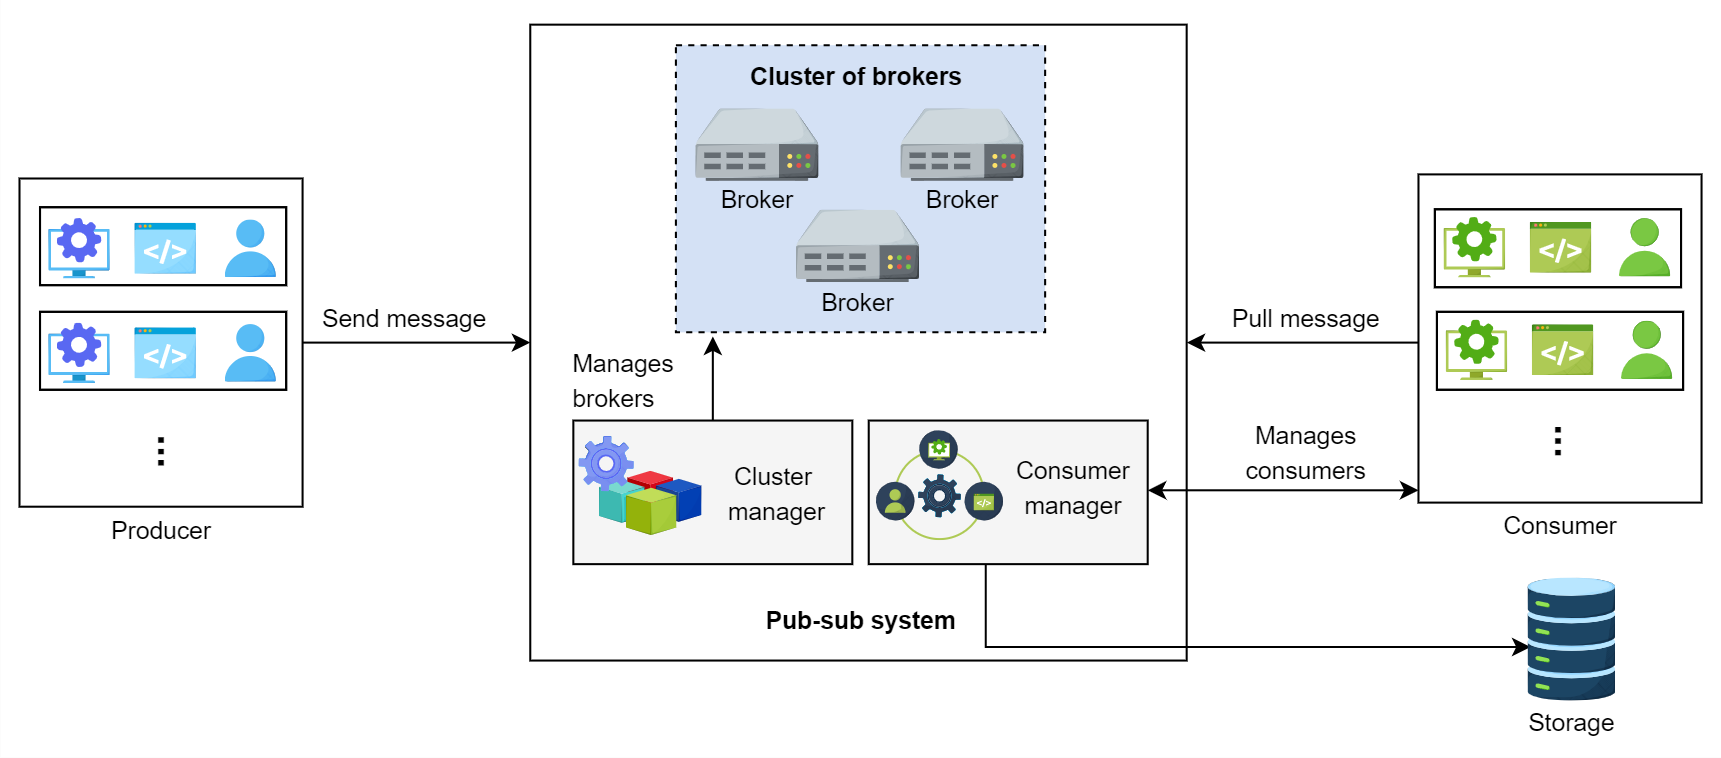 Cluster of brokers
Broker
Broker
Broker
</>
</>
Send message
Producer
Manages
brokers
Cluster
manager
Consumer
manager
</>
Pub-sub system
Pull message
Manages
consumers
</>
</>
Consumer
Storage